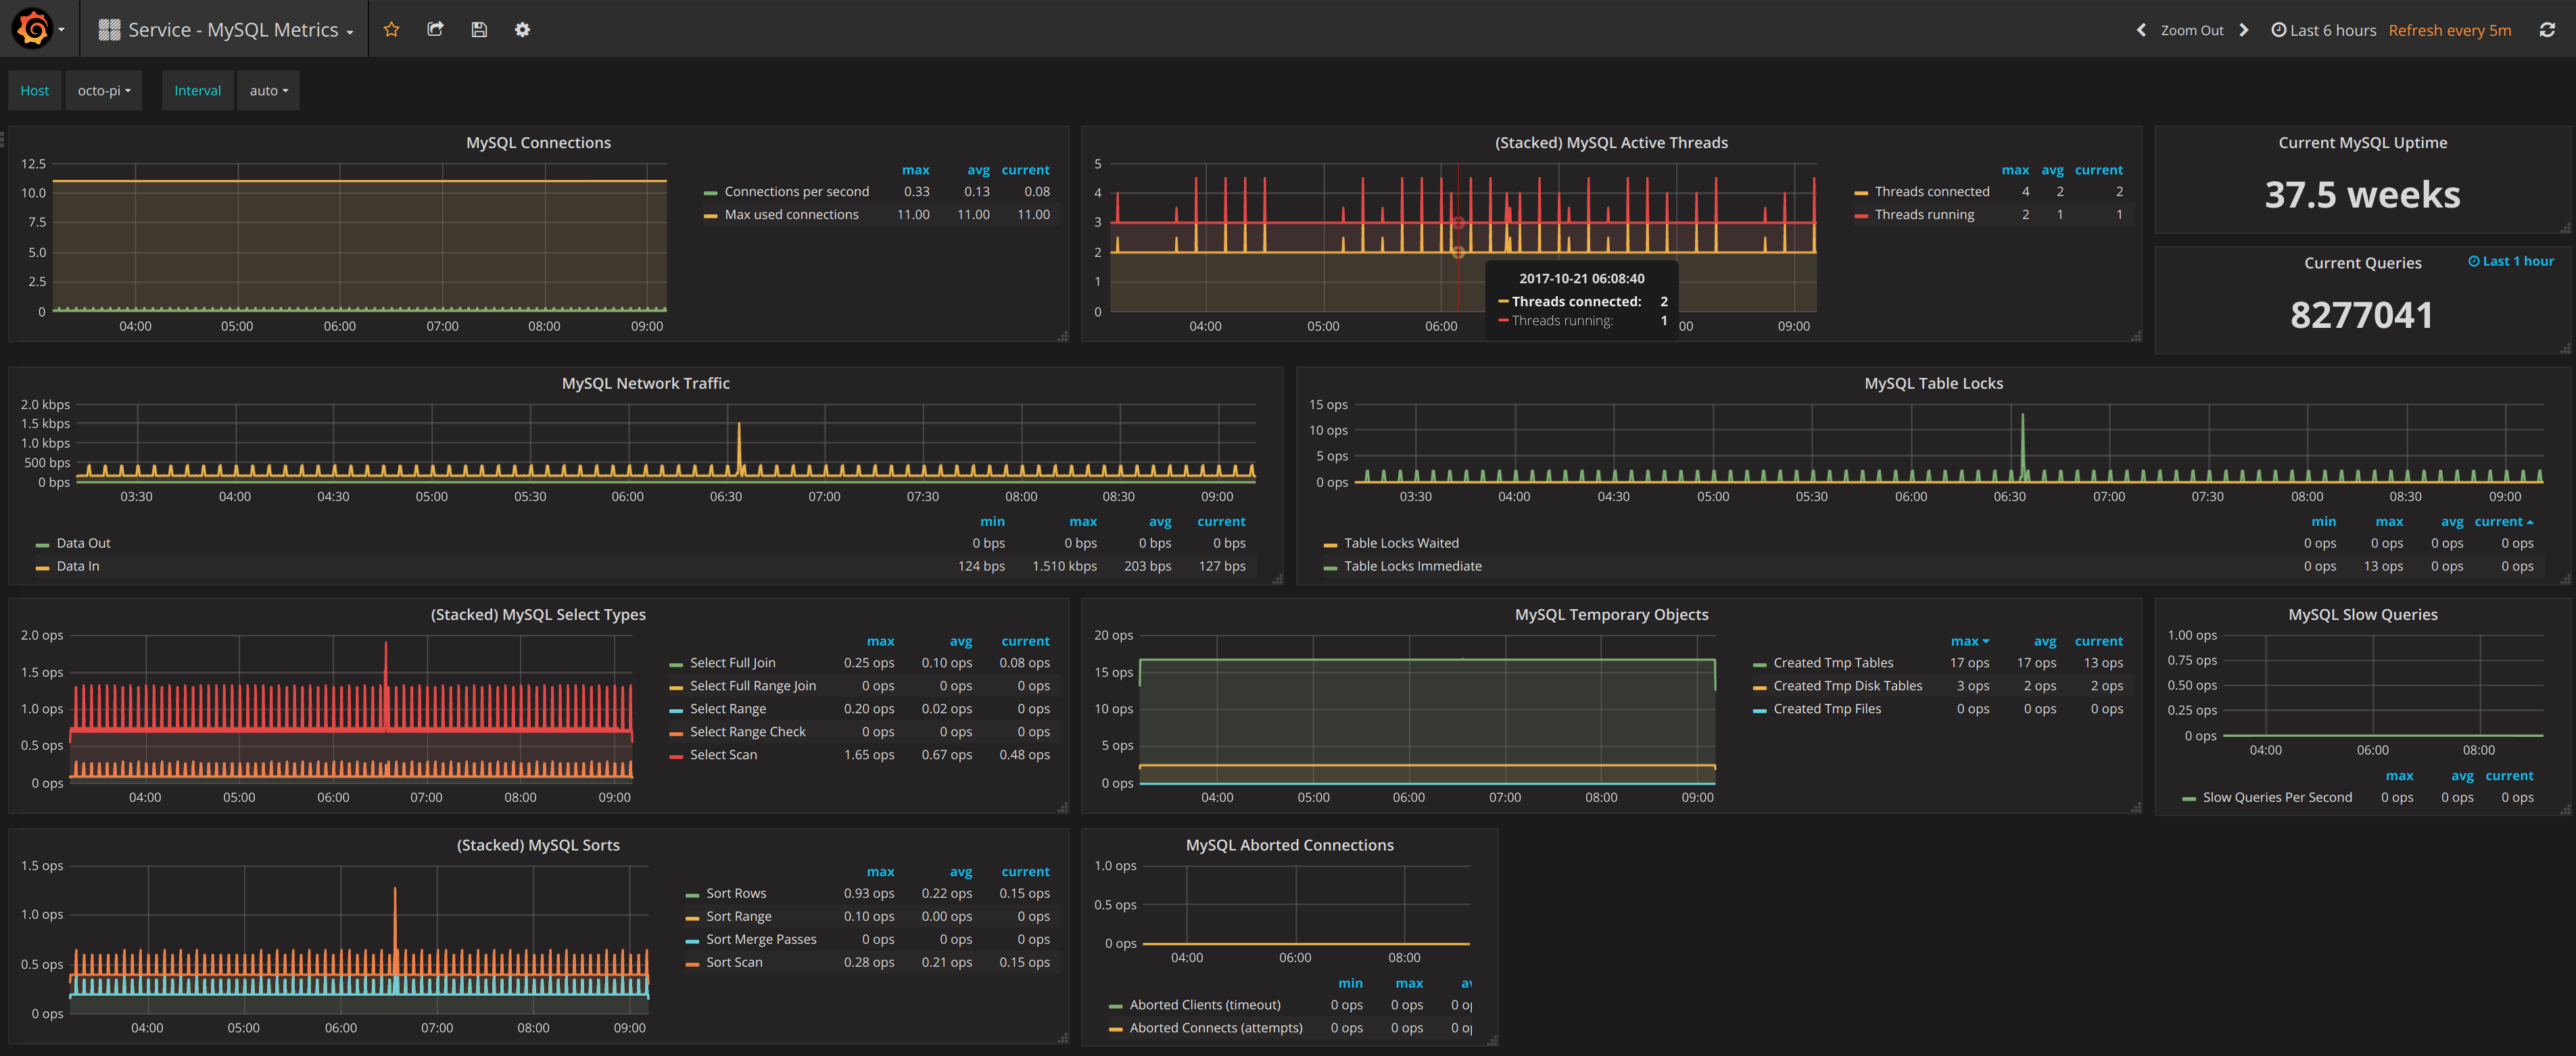 Service - MySQL Metrics
Zoom Out
Last 6 hours
Refresh every 5m
Host
octo-pi
Interval
auto
MySQL Connections
12.5
10.0
7.5
5.0
2.5
0
04:00 05:00 06:00 07:00 08:00 09:00
max avg current
Connections per second 0.33 0.13 0.08
Max used connections 11.00 11.00 11.00
(Stacked) MySQL Active Threads
5
4
3
2
1
0
04:00 05:00 06:00 00 09:00
2017-10-21 06:08:40
Threads connected: 2
Threads running: 1
max avg current
Threads connected 4 2 2
Threads running 2 1 1
Current MySQL Uptime
37.5 weeks
Current Queries
Last 1 hour
8277041
MySQL Network Traffic
2.0 kbps
1.5 kbps
1.0 kbps
500 bps
0 bps
03:30 04:00 04:30 05:00 05:30 06:00 06:30 07:00 07:30 08:00 08:30 09:00
min max avg current
Data Out 0 bps 0 bps 0 bps 0 bps
Data In 124 bps 1.510 kbps 203 bps 127 bps
MySQL Table Locks
15 ops
10 ops
5 ops
0 ops
03:30 04:00 04:30 05:00 05:30 06:00 06:30 07:00 07:30 08:00 08:30 09:00
min max avg current
Table Locks Waited 0 ops 0 ops 0 ops 0 ops
Table Locks Immediate 0 ops 13 ops 0 ops 0 ops
(Stacked) MySQL Select Types
2.0 ops
1.5 ops
1.0 ops
0.5 ops
0 ops
04:00 05:00 06:00 07:00 08:00 09:00
max avg current
Select Full Join 0.25 ops 0.10 ops 0.08 ops
Select Full Range Join 0 ops 0 ops 0 ops
Select Range 0.20 ops 0.02 ops 0 ops
Select Range Check 0 ops 0 ops 0 ops
Select Scan 1.65 ops 0.67 ops 0.48 ops
MySQL Temporary Objects
20 ops
15 ops
10 ops
5 ops
0 ops
04:00 05:00 06:00 07:00 08:00 09:00
max avg current
Created Tmp Tables 17 ops 17 ops 13 ops
Created Tmp Disk Tables 3 ops 2 ops 2 ops
Created Tmp Files 0 ops 0 ops 0 ops
MySQL Slow Queries
1.00 ops
0.75 ops
0.50 ops
0.25 ops
0 ops
04:00 06:00 08:00
max avg current
Slow Queries Per Second 0 ops 0 ops 0 ops
(Stacked) MySQL Sorts
1.5 ops
1.0 ops
0.5 ops
0 ops
04:00 05:00 06:00 07:00 08:00 09:00
max avg current
Sort Rows 0.93 ops 0.22 ops 0.15 ops
Sort Range 0.10 ops 0.00 ops 0 ops
Sort Merge Passes 0 ops 0 ops 0 ops
Sort Scan 0.28 ops 0.21 ops 0.15 ops
MySQL Aborted Connections
1.0 ops
0.5 ops
0 ops
04:00 06:00 08:00
min max
Aborted Clients (timeout) 0 ops 0 ops 0
Aborted Connects (attempts) 0 ops 0 ops 0